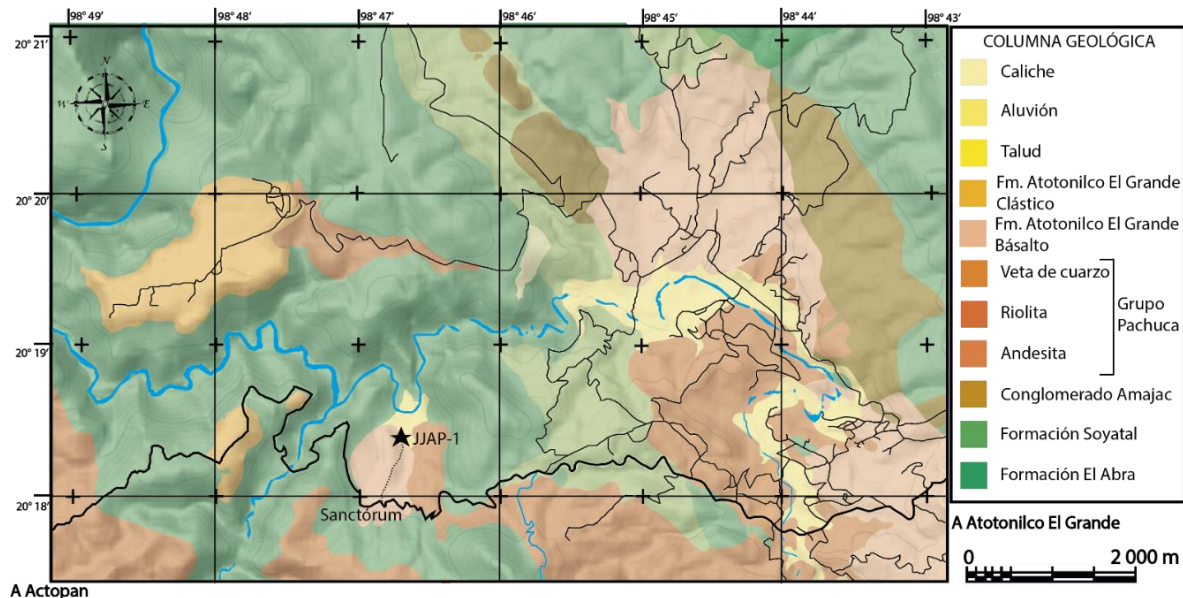 98°49' 98°48' 98°47' 98°46' 98°45' 98°44' 98°43'
20°21'
20°20'
20°19'
20°18'
N
W E
S
JJAP-1
Sanctórum
A Actopan
COLUMNA GEOLÓGICA
Caliche
Aluvión
Talud
Fm. Atotonilco El Grande
Clástico
Fm. Atotonilco El Grande
Básalto
Veta de cuarzo
Riolita
Andesita
Grupo
Pachuca
Conglomerado Amajac
Formación Soyatal
Formación El Abra
A Atotonilco El Grande
0 2 000 m